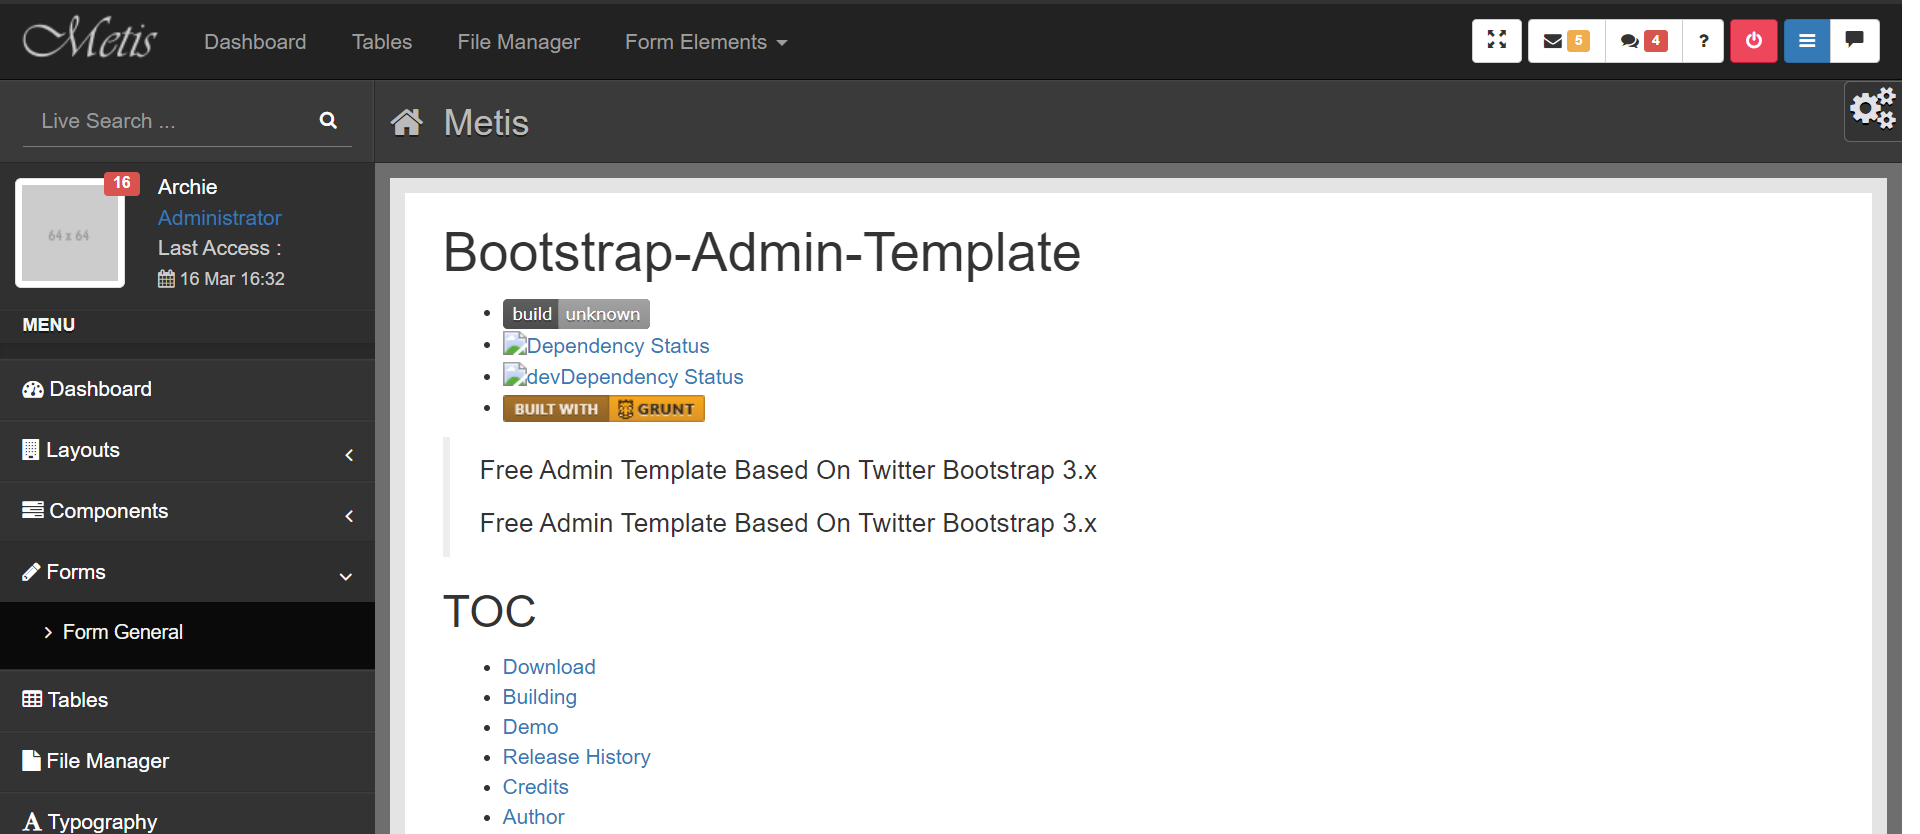 Metis
Dashboard Tables File Manager Form Elements
5 4 ?
Live Search ...
Metis
64 x 64
16
Archie
Administrator
Last Access :
16 Mar 16:32
MENU
Dashboard
Layouts
Components
Forms
Form General
Tables
File Manager
Typography
Bootstrap-Admin-Template
build unknown
Dependency Status
devDependency Status
BUILT WITH GRUNT
Free Admin Template Based On Twitter Bootstrap 3.x
Free Admin Template Based On Twitter Bootstrap 3.x
TOC
Download
Building
Demo
Release History
Credits
Author